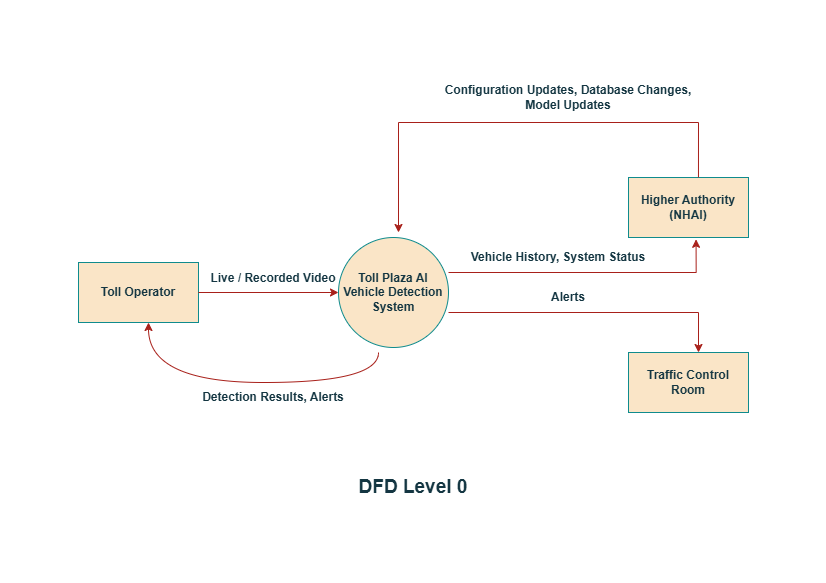 Configuration Updates, Database Changes,
Model Updates
Higher Authority
(NHAI)
Vehicle History, System Status
Live / Recorded Video
Toll Plaza AI
Vehicle Detection
System
Toll Operator
Alerts
Traffic Control
Room
Detection Results, Alerts
DFD Level 0